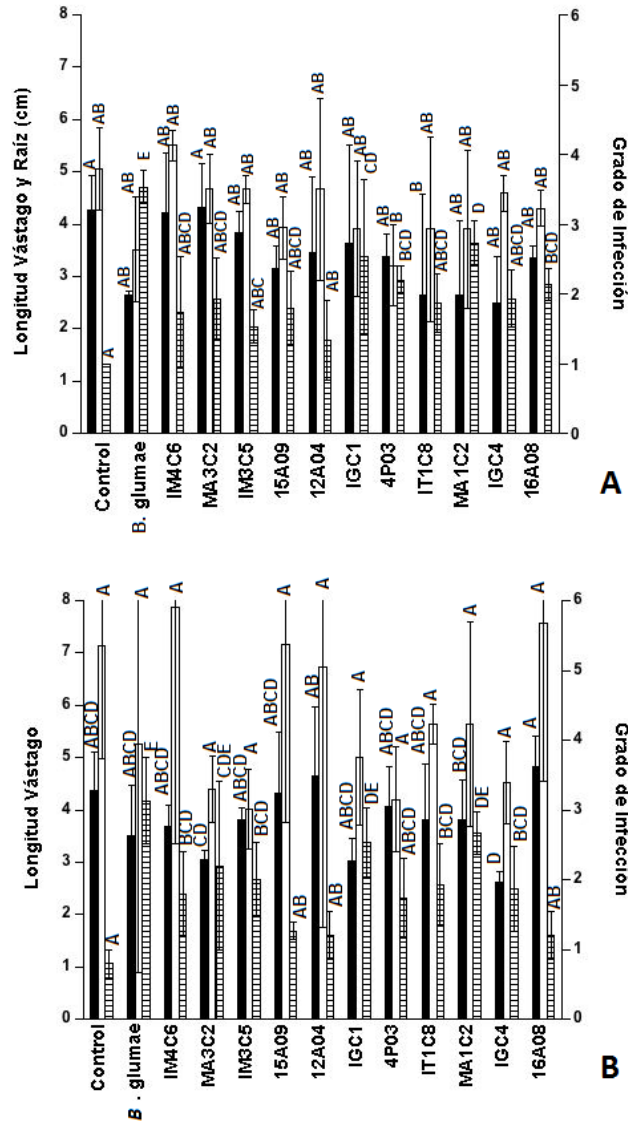 Longitud Vástago y Raíz (cm)
8
7
6
5
4
3
2
1
0
A
AB
A
AB
AB
E
AB
AB
ABCD
A
AB
ABCD
AB
AB
ABC
AB
AB
ABCD
AB
AB
AB
AB
AB
CD
AB
B
BCD
B
AB
ABCD
AB
AB
D
AB
AB
ABCD
AB
AB
BCD
6
5
4
3
2
1
0
Grado de Infección
Control
B. glumae
IM4C6
MA3C2
IM3C5
15A09
12A04
IGC1
4P03
IT1C8
MA1C2
IGC4
16A08
A
Longitud Vástago
8
7
6
5
4
3
2
1
0
ABCD
A
A
ABCD
A
E
ABCD
A
BCD
CD
A
CDE
ABCD
A
BCD
ABCD
A
AB
AB
A
AB
ABCD
A
DE
ABCD
A
AB
ABCD
A
BCD
BCD
A
DE
D
A
BCD
A
A
AB
6
5
4
3
2
1
0
Grado de Infeccion
Control
B . glumae
IM4C6
MA3C2
IM3C5
15A09
12A04
IGC1
4P03
IT1C8
MA1C2
IGC4
16A08
B